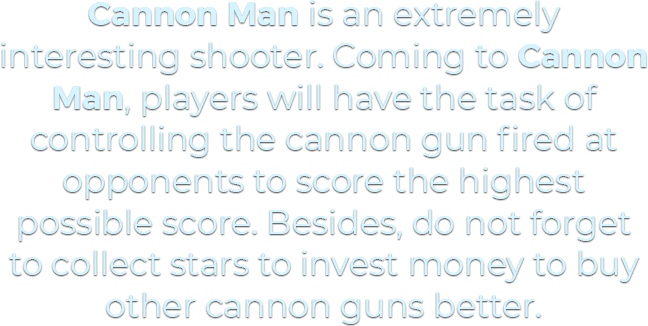 Cannon Man is an extremely
interesting shooter. Coming to Cannon
Man, players will have the task of
controlling the cannon gun fired at
opponents to score the highest
possible score. Besides, do not forget
to collect stars to invest money to buy
other cannon guns better.